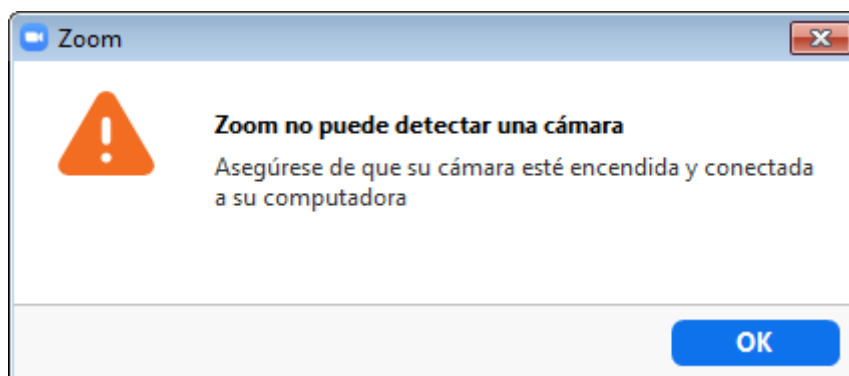 Zoom
Zoom no puede detectar una cámara
Asegúrese de que su cámara esté encendida y conectada
a su computadora
OK